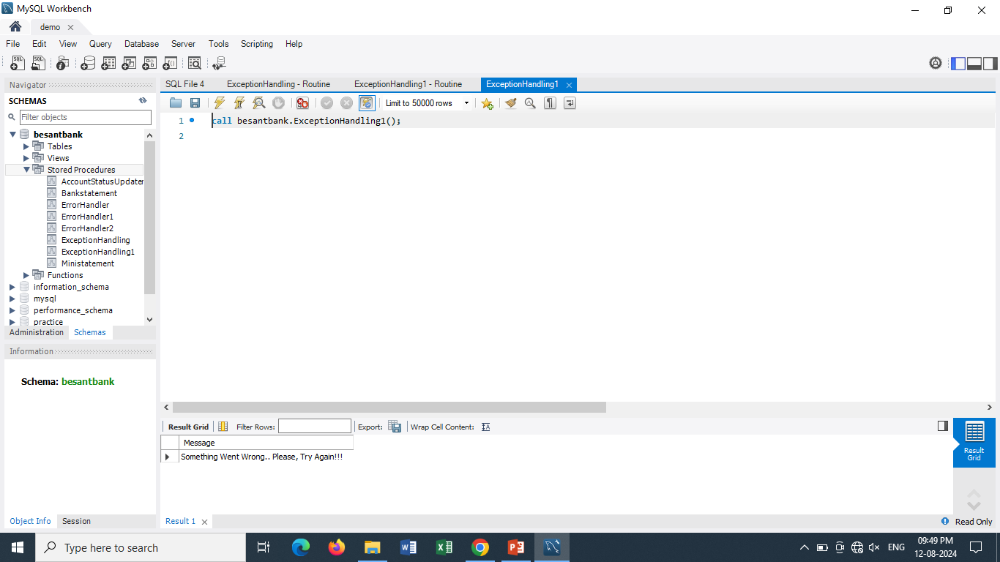 MySQL Workbench
demo
File Edit View Query Database Server Tools Scripting Help
Navigator
SCHEMAS
Filter objects
besantbank
Tables
Views
Stored Procedures
AccountStatusUpdater
Bankstatement
ErrorHandler
ErrorHandler1
ErrorHandler2
ExceptionHandling
ExceptionHandling1
Ministatement
Functions
information_schema
mysql
performance_schema
practice
Administration Schemas
Information
Schema: besantbank
Object Info Session
SQL File 4 ExceptionHandling - Routine ExceptionHandling1 - Routine ExceptionHandling1
Limit to 50000 rows
1 call besantbank.ExceptionHandling1();
2
Result Grid Filter Rows: Export: Wrap Cell Content:
Message
Something Went Wrong.. Please, Try Again!!!
Result
Grid
Result 1
Read Only
Type here to search
ENG
09:49 PM
12-08-2024